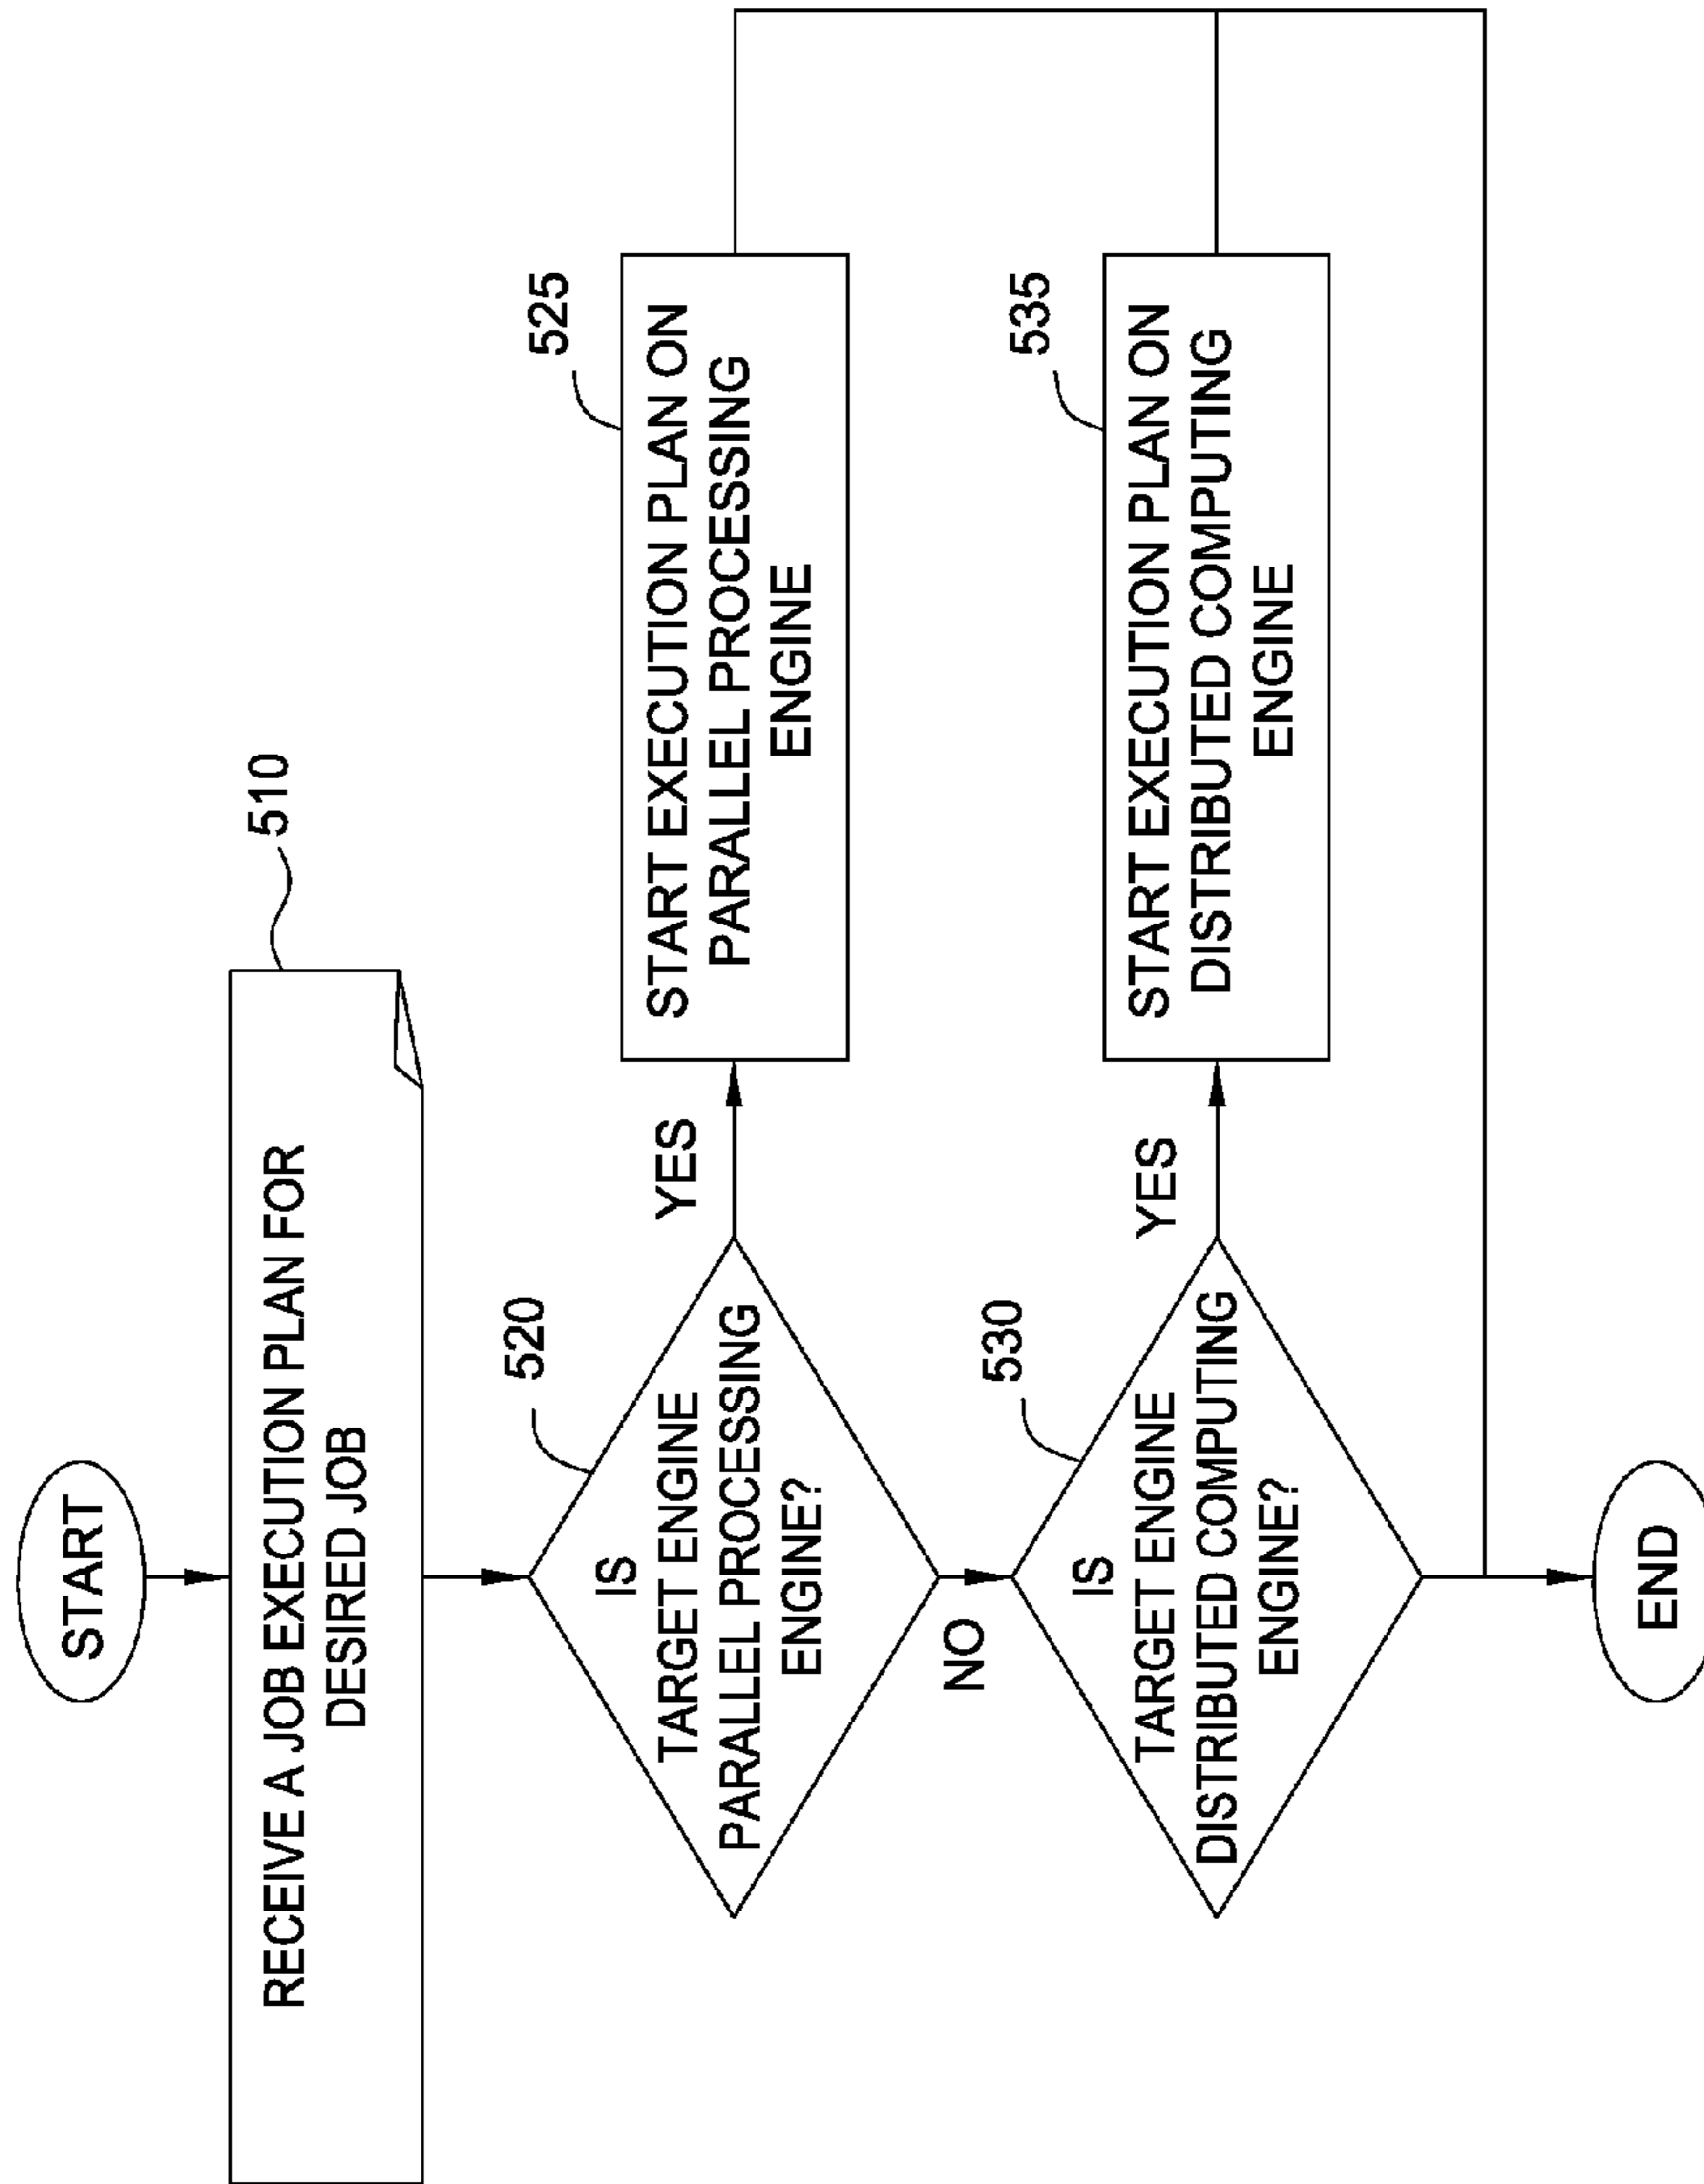 START
510
RECEIVE A JOB EXECUTION PLAN FOR
DESIRED JOB
520
IS
TARGET ENGINE
PARALLEL PROCESSING
ENGINE?
YES
525
START EXECUTION PLAN ON
PARALLEL PROCESSING
ENGINE
NO
530
IS
TARGET ENGINE
DISTRIBUTED COMPUTING
ENGINE?
YES
535
START EXECUTION PLAN ON
DISTRIBUTED COMPUTING
ENGINE
END